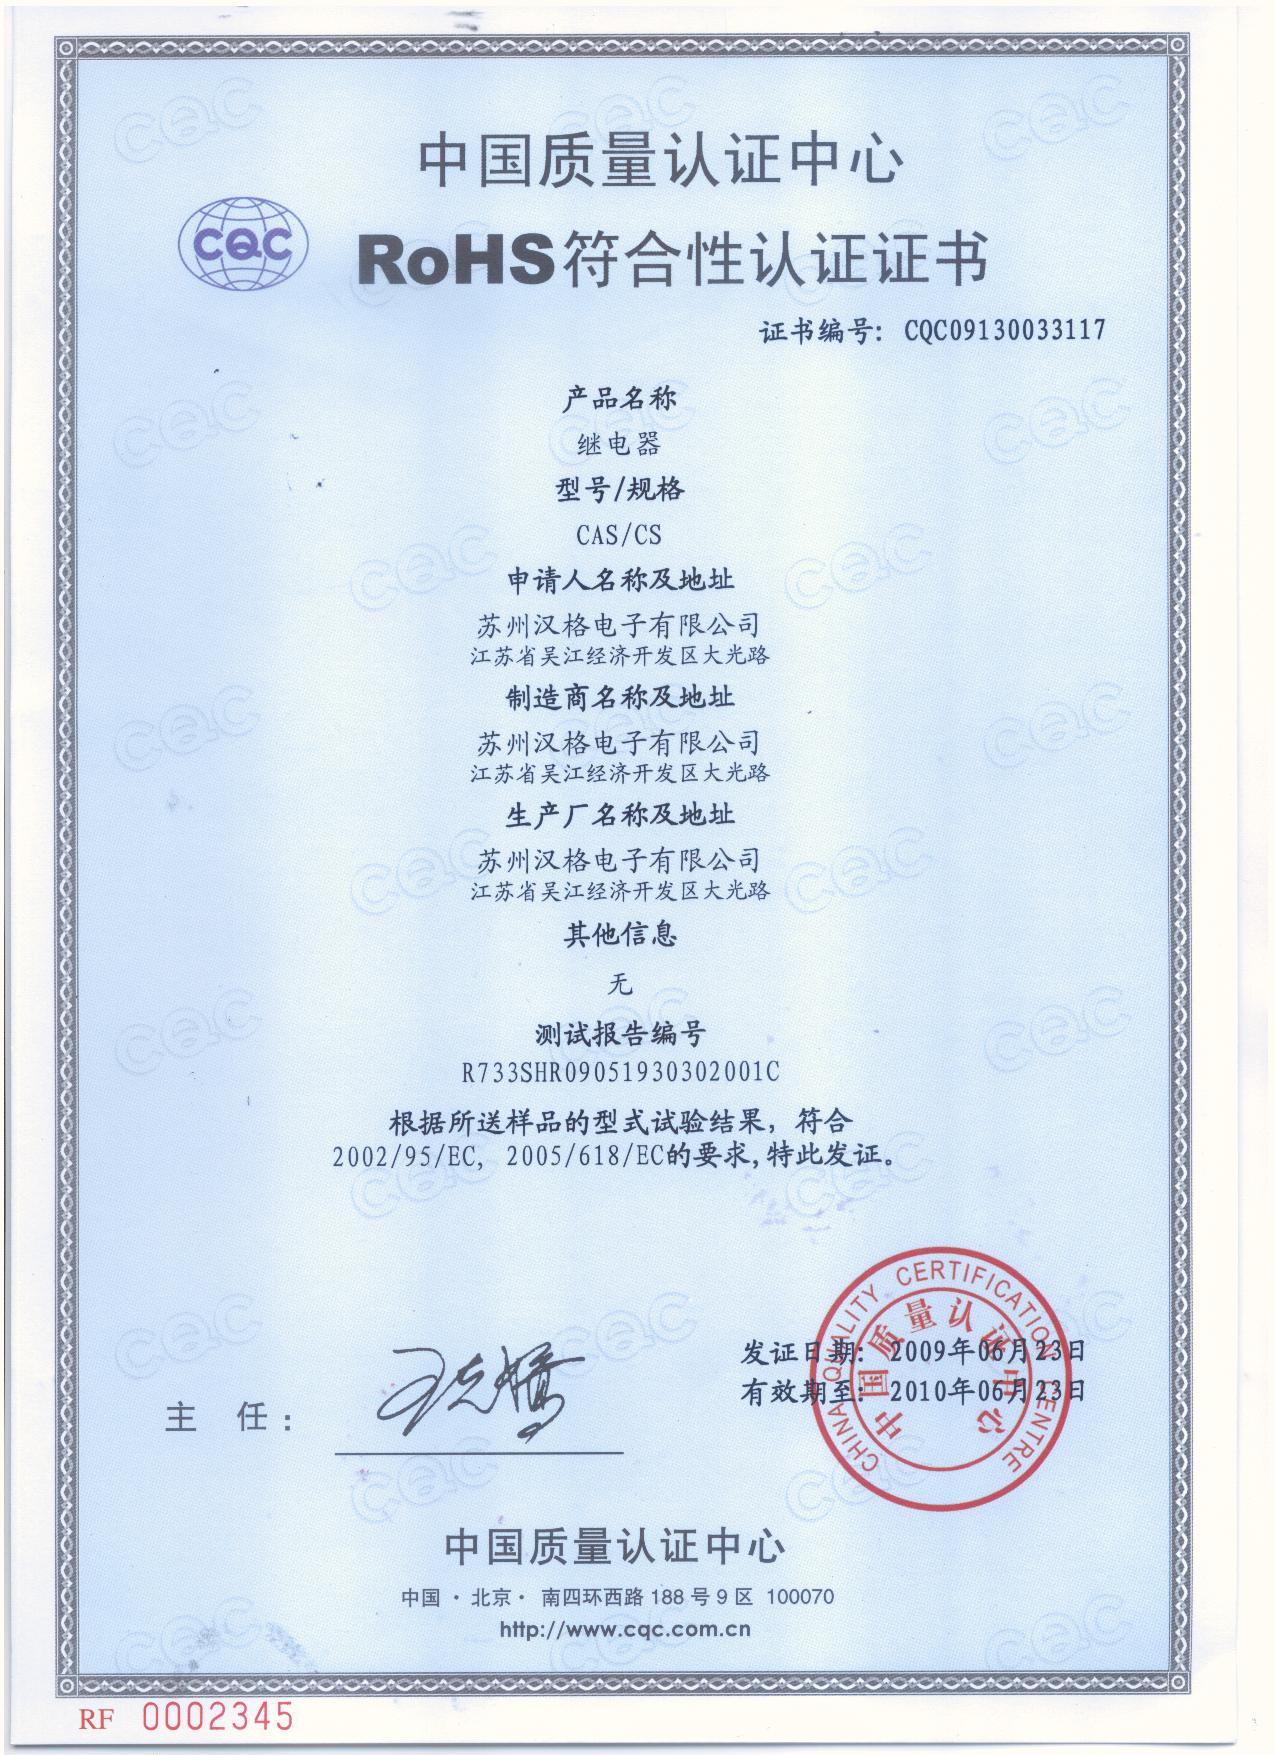 中国质量认证中心
CQC
RoHS符合性认证证书
证书编号: CQC09130033117
产品名称
继电器
型号/规格
CAS/CS
申请人名称及地址
苏州汉格电子有限公司
江苏省吴江经济开发区大光路
制造商名称及地址
苏州汉格电子有限公司
江苏省吴江经济开发区大光路
生产厂名称及地址
苏州汉格电子有限公司
江苏省吴江经济开发区大光路
其他信息
无
测试报告编号
R733SHR09051930302001C
根据所送样品的型式试验结果，符合
2002/95/EC, 2005/618/EC的要求,特此发证。
CHINA QUALITY CERTIFICATION CENTRE
中国质量认证中心
发证日期: 2009年06月23日
有效期至: 2010年06月23日
主 任:
中国质量认证中心
中国·北京· 南四环西路188号9区 100070
http://www.cqc.com.cn
RF 0002345